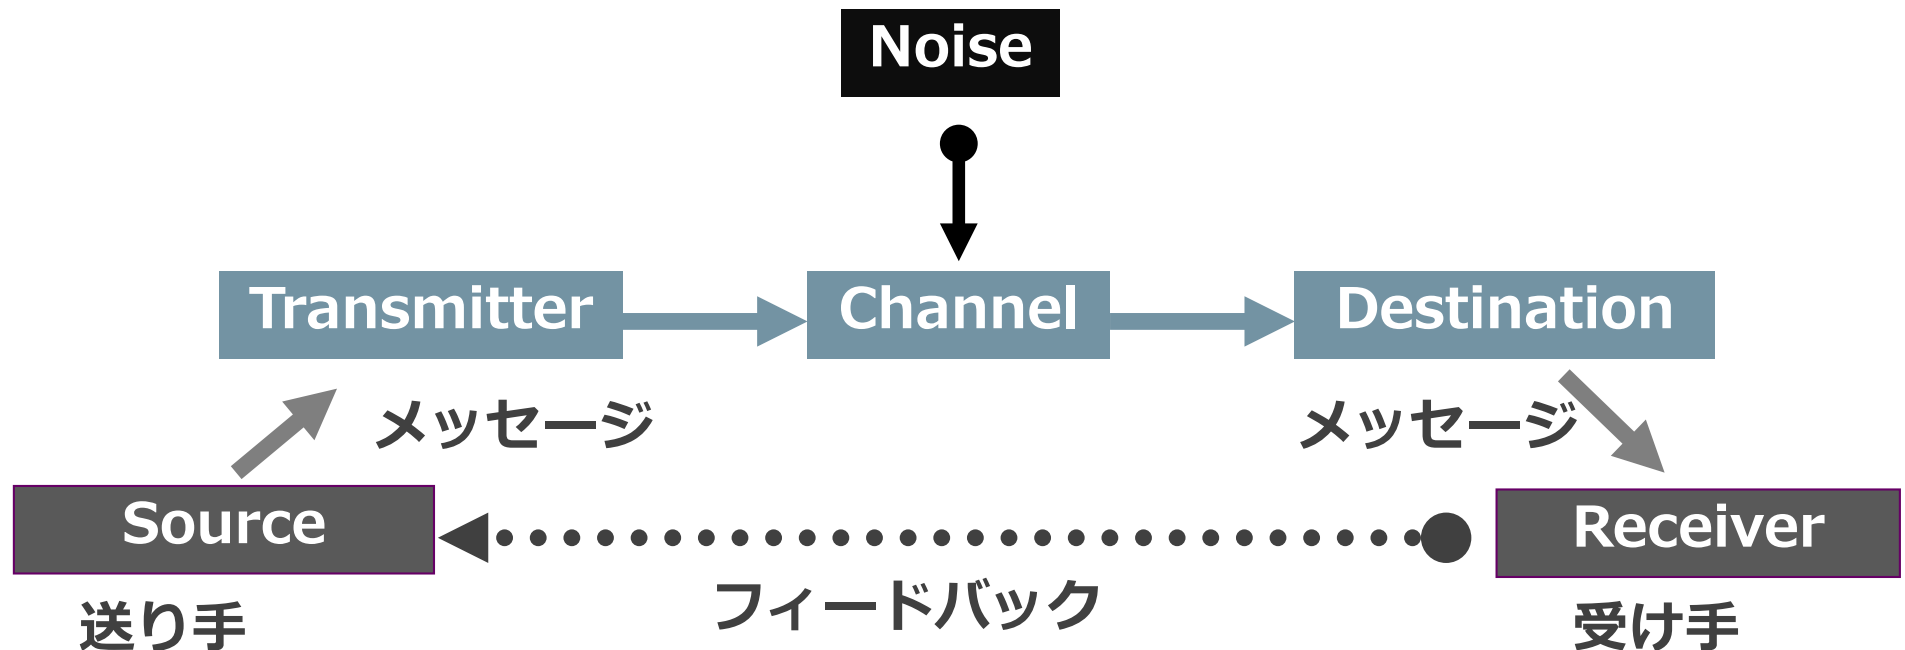 Noise
Transmitter
Channel
Destination
メッセージ
メッセージ
Source
Receiver
フィードバック
送り手
受け手